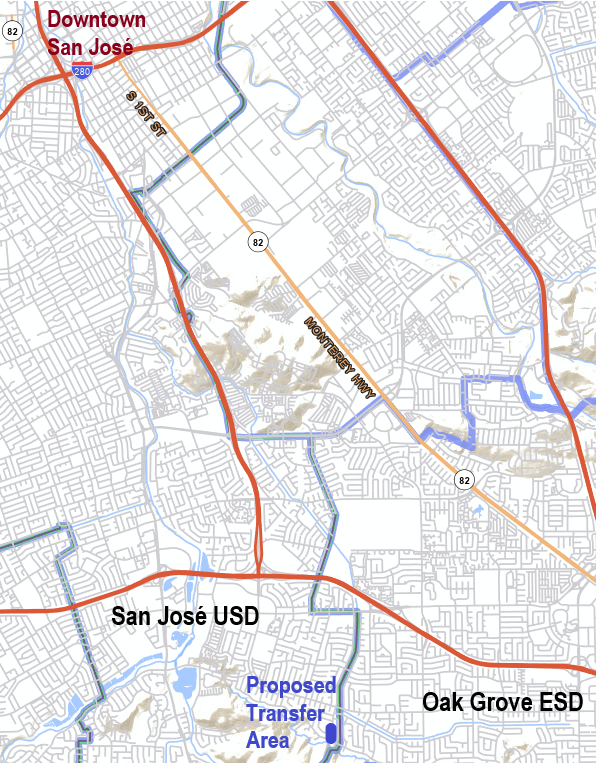 Downtown
San José
82
280
S 1ST ST
82
MONTEREY HWY
82
San José USD
Proposed
Transfer
Area
Oak Grove ESD